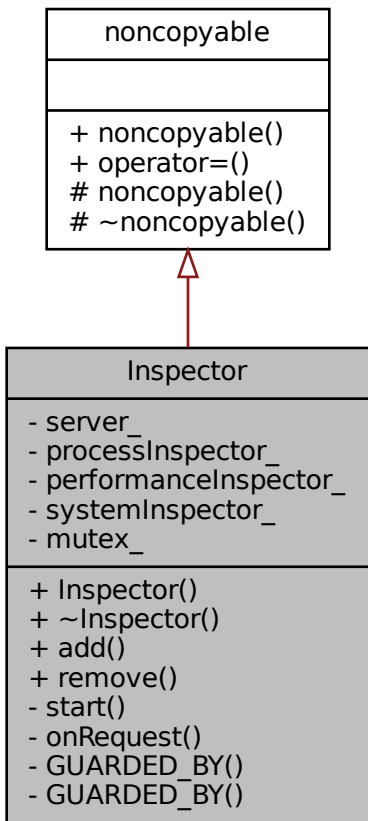 noncopyable
+ noncopyable()
+ operator=()
# noncopyable()
# ~noncopyable()
Inspector
- server_
- processInspector_
- performanceInspector_
- systemInspector_
- mutex_
+ Inspector()
+ ~Inspector()
+ add()
+ remove()
- start()
- onRequest()
- GUARDED_BY()
- GUARDED_BY()